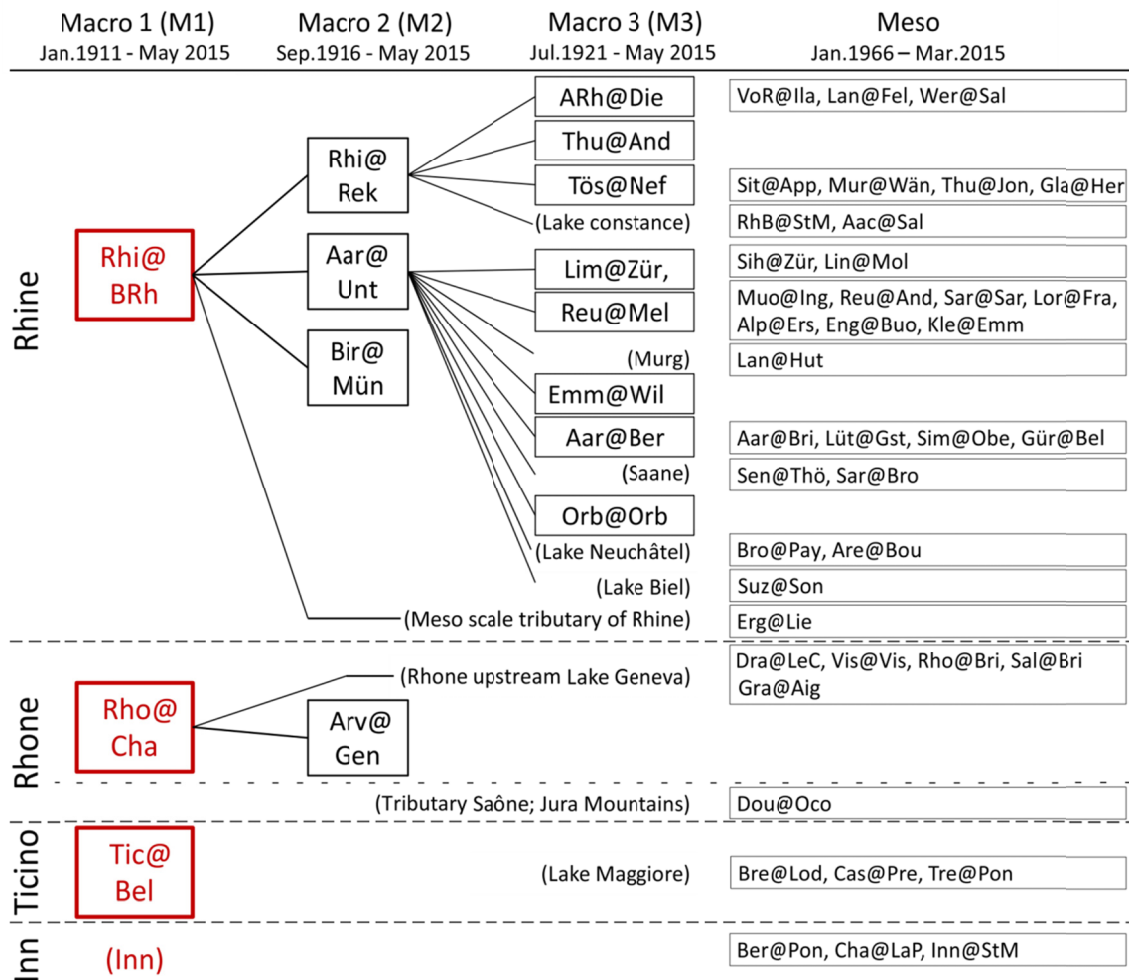 Macro 1 (M1) Macro 2 (M2) Macro 3 (M3) Meso
Jan.1911 - May 2015 Sep.1916 - May 2015 Jul.1921 - May 2015 Jan.1966 – Mar.2015
Rhine
Rhi@
BRh
Rhi@
Rek
Aar@
Unt
Bir@
Mün
ARh@Die
VoR@Ila, Lan@Fel, Wer@Sal
Thu@And
Tös@Nef
Sit@App, Mur@Wän, Thu@Jon, Gla@Her
(Lake constance)
RhB@StM, Aac@Sal
Lim@Zür,
Sih@Zür, Lin@Mol
Reu@Mel
Muo@Ing, Reu@And, Sar@Sar, Lor@Fra,
Alp@Ers, Eng@Buo, Kle@Emm
(Murg)
Lan@Hut
Emm@Wil
Aar@Ber
Aar@Bri, Lüt@Gst, Sim@Obe, Gür@Bel
(Saane)
Sen@Thö, Sar@Bro
Orb@Orb
(Lake Neuchâtel)
Bro@Pay, Are@Bou
(Lake Biel)
Suz@Son
(Meso scale tributary of Rhine)
Erg@Lie
Rhone
Rho@
Cha
(Rhone upstream Lake Geneva)
Dra@LeC, Vis@Vis, Rho@Bri, Sal@Bri
Gra@Aig
Arv@
Gen
(Tributary Saône; Jura Mountains)
Dou@Oco
Ticino
Tic@
Bel
(Lake Maggiore)
Bre@Lod, Cas@Pre, Tre@Pon
Inn
(Inn)
Ber@Pon, Cha@LaP, Inn@StM